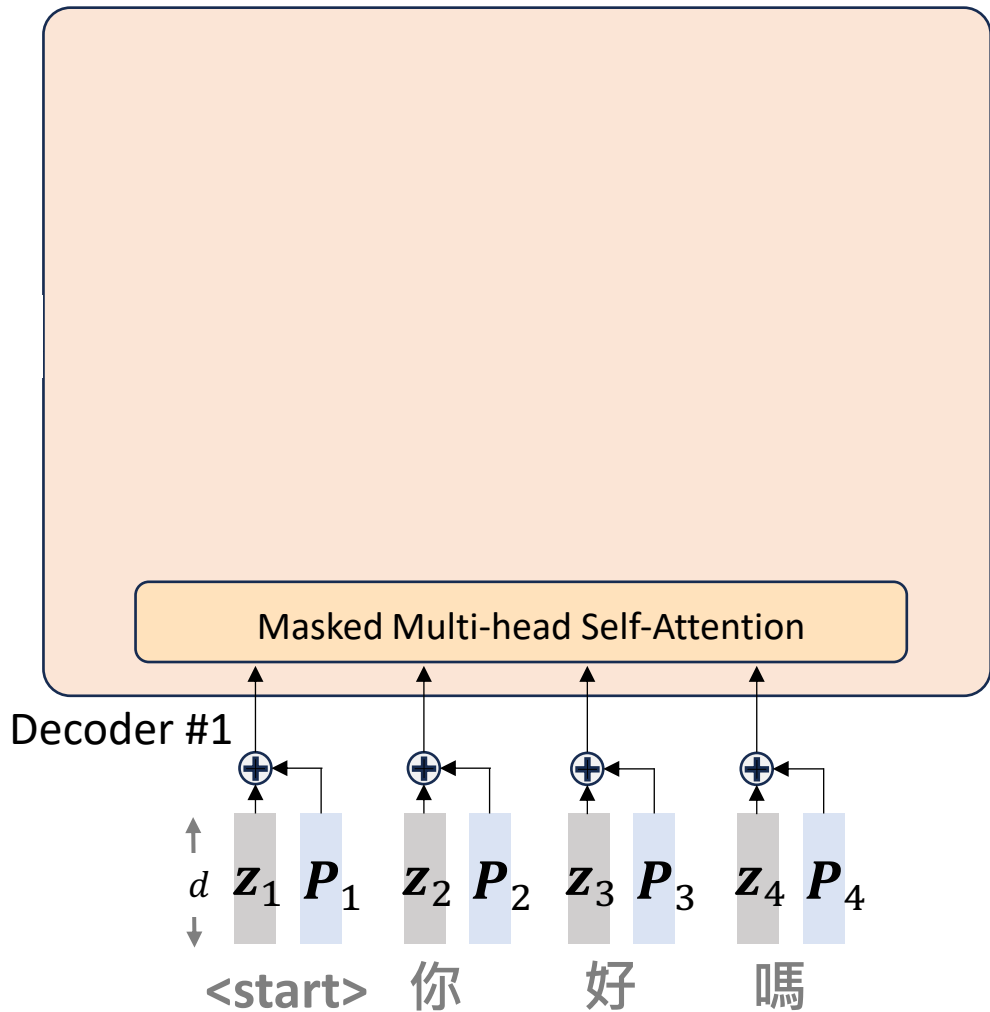 Masked Multi-head Self-Attention
Decoder #1
d z₁ P₁ z₂ P₂ z₃ P₃ z₄ P₄
<start> 你 好 嗎